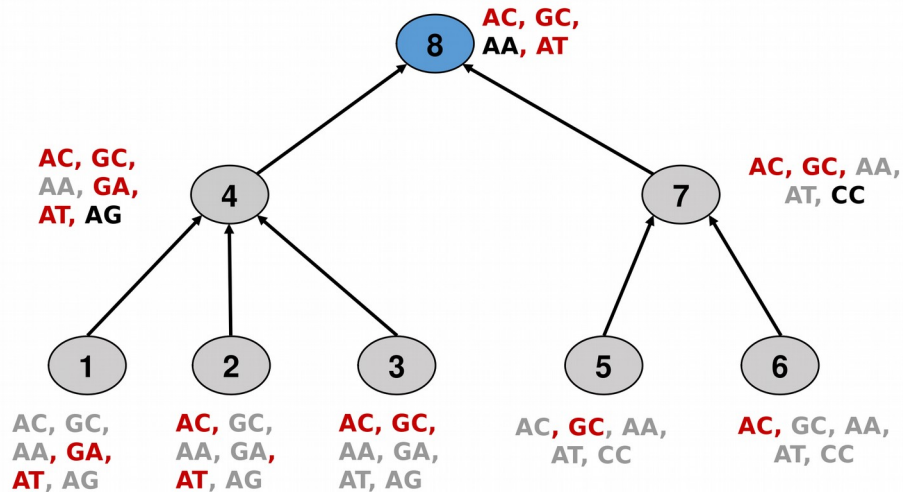 AC, GC,
8
AA, AT
AC, GC,
AA, GA,
AT, AG
4
7
AC, GC, AA,
AT, CC
1
2
3
5
6
AC, GC,
AA, GA,
AT, AG
AC, GC,
AA, GA,
AT, AG
AC, GC,
AA, GA,
AT, AG
AC, GC, AA,
AT, CC
AC, GC, AA,
AT, CC